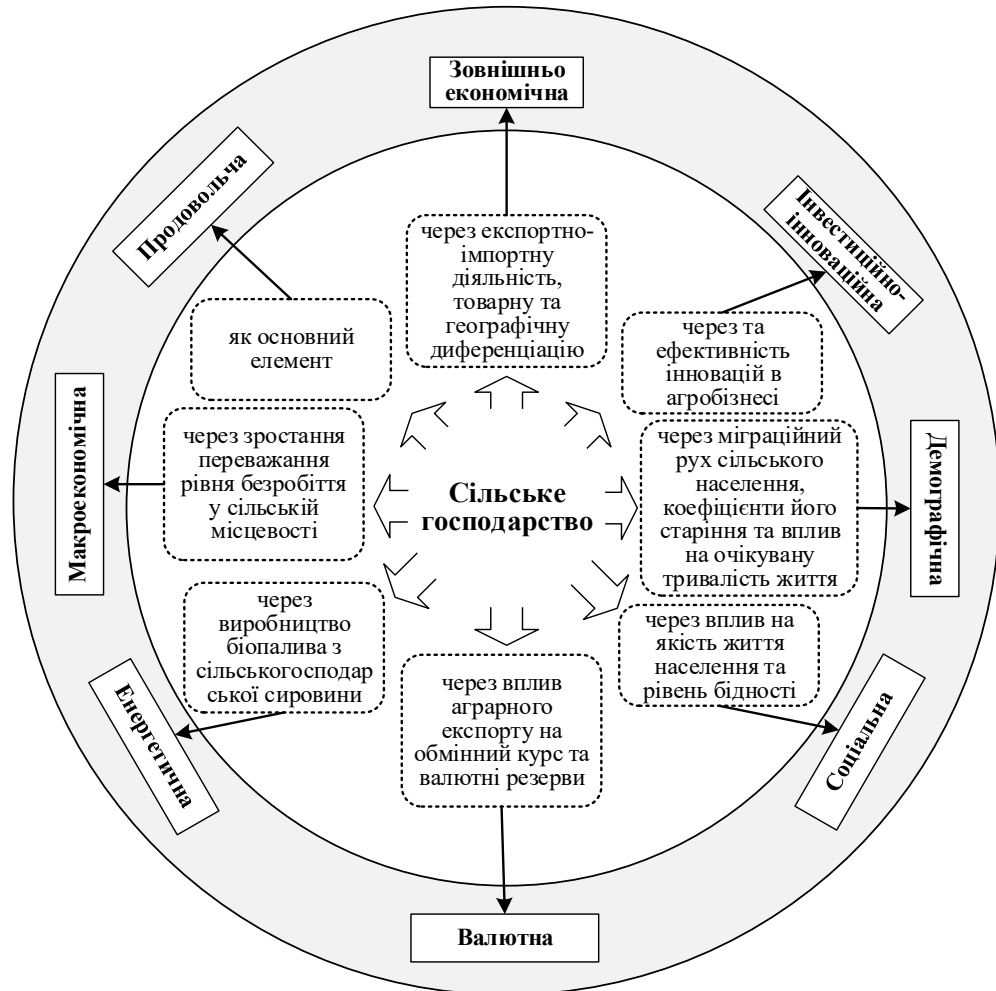 Зовнішньо
економічна
Продовольча
Інвестиційно-
інноваційна
через експортно-
імпортну
діяльність,
товарну та
географічну
диференціацію
як основний
елемент
через та
ефективність
інновацій в
агробізнесі
Макроекономічна
через зростання
переважання
рівня безробіття
у сільській
місцевості
Сільське
господарство
через міграційний
рух сільського
населення,
коефіцієнти його
старіння та вплив
на очікувану
тривалість життя
Демографічна
через
виробництво
біопалива з
сільськогосподар
ської сировини
через вплив
аграрного
експорту на
обмінний курс та
валютні резерви
через вплив на
якість життя
населення та
рівень бідності
Енергетична
Соціальна
Валютна